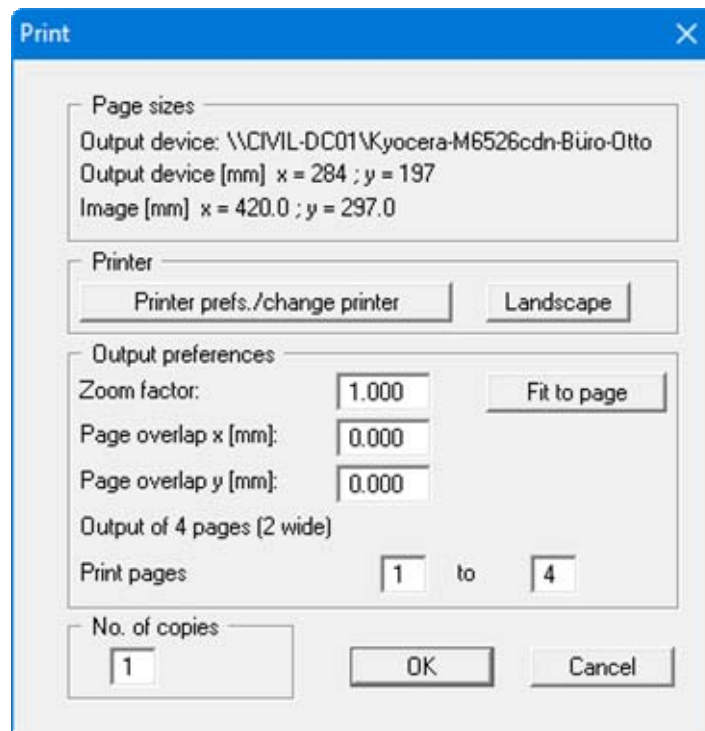 Print
Page sizes
Output device: \\CIVIL-DC01\Kyocera-M6526cdn-Büro-Otto
Output device [mm] x = 284 ; y = 197
Image [mm] x = 420.0 ; y = 297.0
Printer
Printer prefs./change printer Landscape
Output preferences
Zoom factor: 1.000 Fit to page
Page overlap x [mm]: 0.000
Page overlap y [mm]: 0.000
Output of 4 pages (2 wide)
Print pages 1 to 4
No. of copies
1 OK Cancel